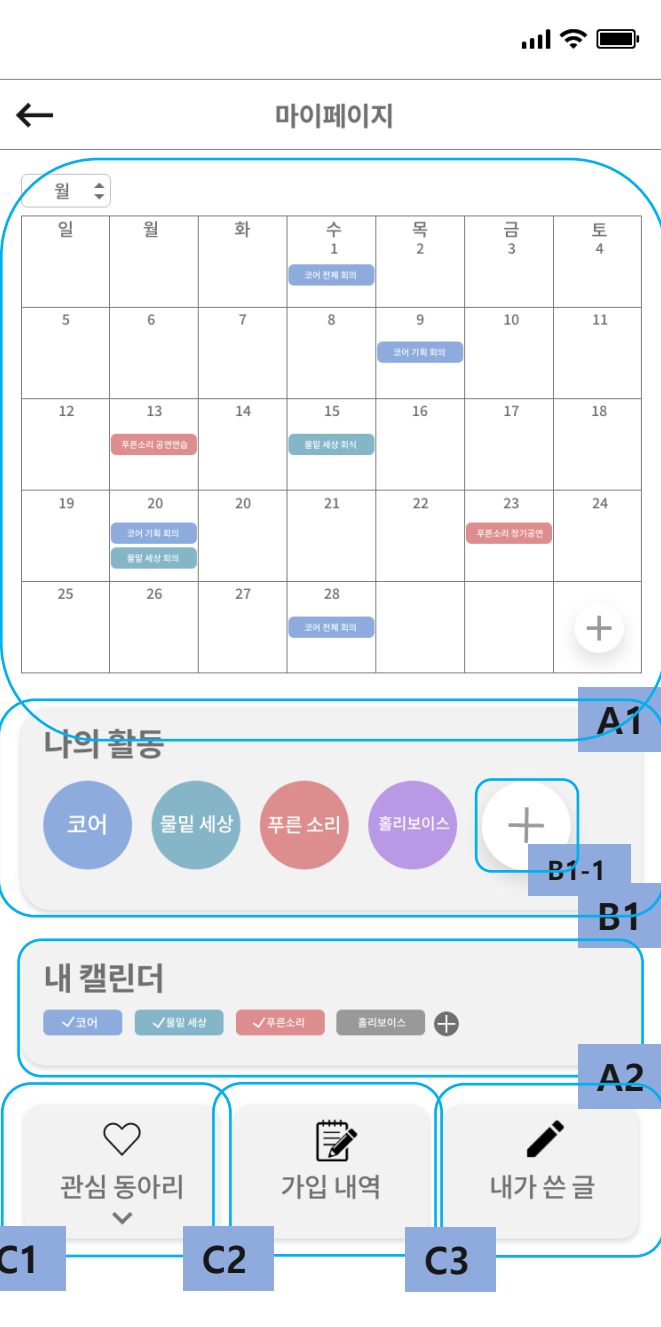 마이페이지
월
일 월 화 수 목 금 토
1 2 3 4
코어 전체 회의
5 6 7 8 9 10 11
코어 기획 회의
12 13 14 15 16 17 18
푸른소리 공연연습 물밑 세상 회식
19 20 20 21 22 23 24
코어 기획 회의 푸른소리 정기공연
물밑 세상 회의
25 26 27 28
코어 전체 회의
A1
나의 활동
코어 물밑 세상 푸른 소리 홀리보이스
B1-1
B1
내 캘린더
코어 물밑 세상 푸른소리 홀리보이스
A2
관심 동아리 가입 내역 내가 쓴 글
C1 C2 C3